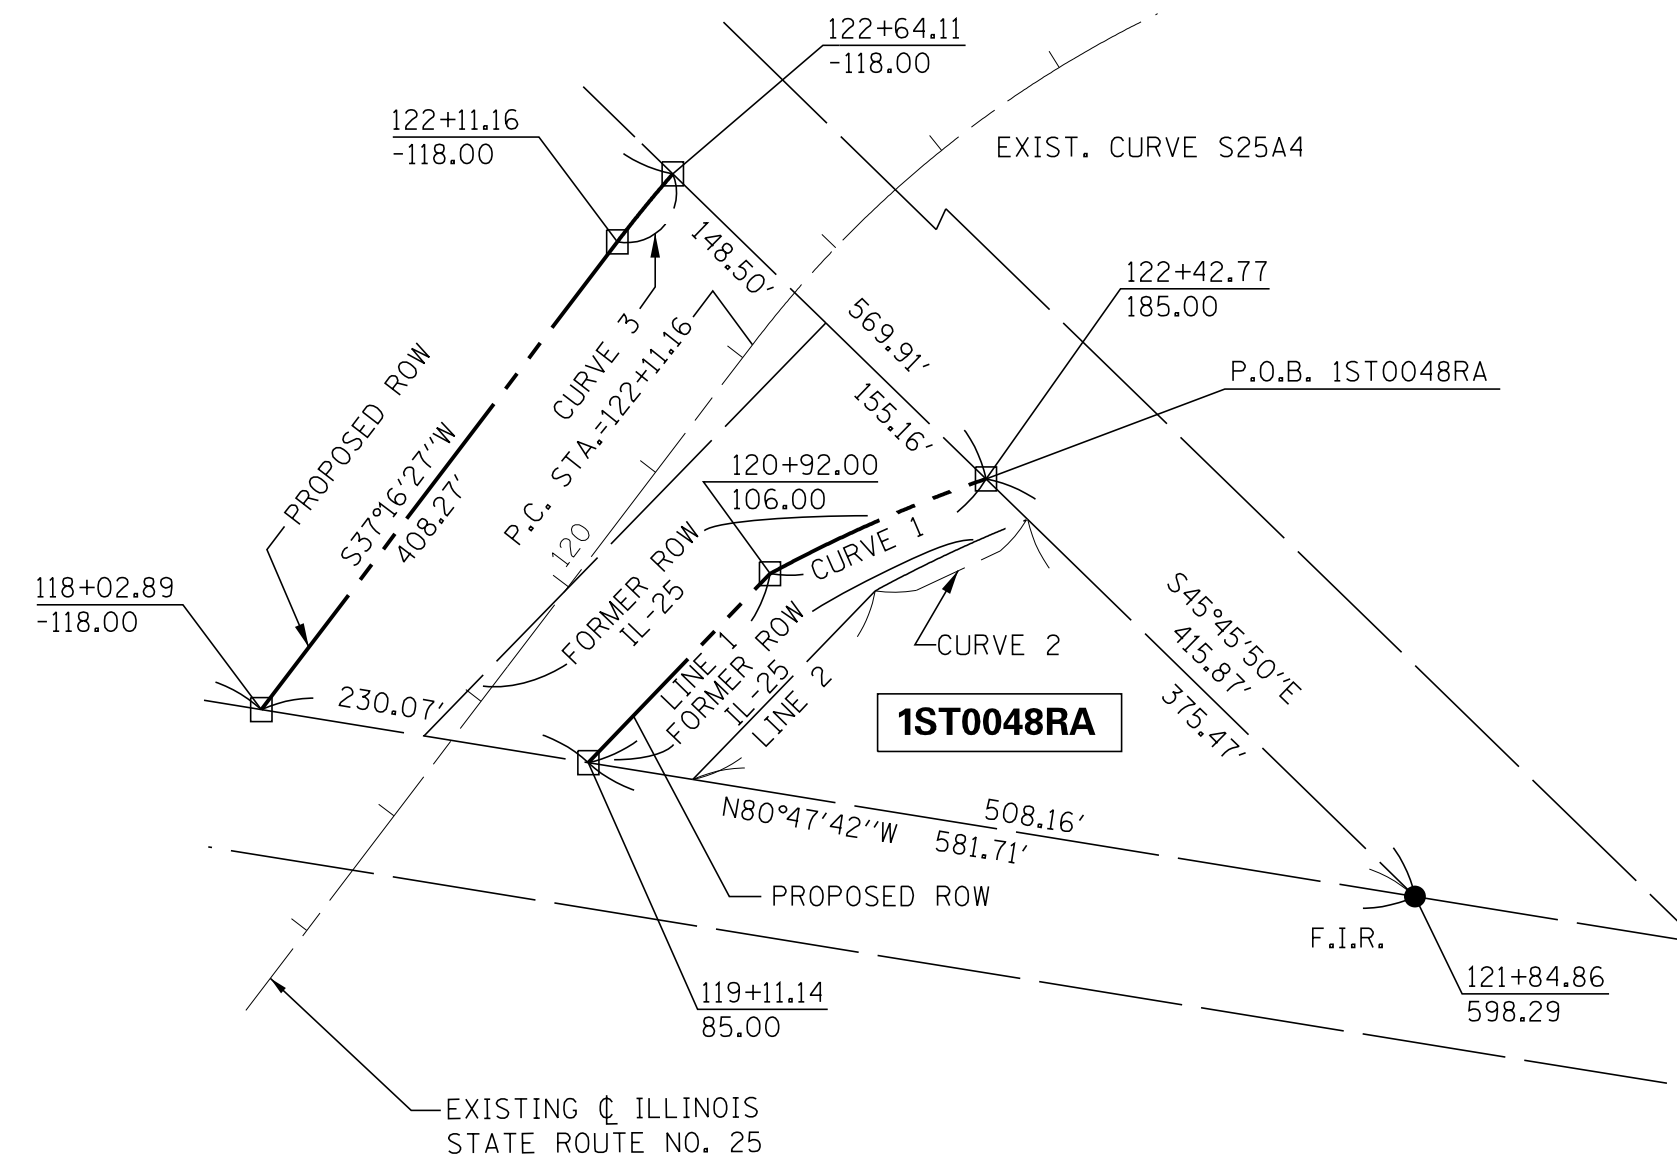 122+64.11
-118.00
122+11.16
-118.00
EXIST. CURVE S25A4
148.50'
122+42.77
185.00
569.91'
155.16'
P.O.B. 1ST0048RA
PROPOSED ROW
S37°16'27"W
408.27'
CURVE 3
P.C. STA.=122+11.16
120+92.00
106.00
120
CURVE 1
FORMER ROW
IL-25
118+02.89
-118.00
LINE 1
FORMER ROW
IL-25
LINE 2
CURVE 2
S45°45'50"E
415.87'
375.47'
230.07'
1ST0048RA
N80°47'42"W
508.16'
581.71'
PROPOSED ROW
F.I.R.
119+11.14
85.00
121+84.86
598.29
EXISTING ℄ ILLINOIS
STATE ROUTE NO. 25